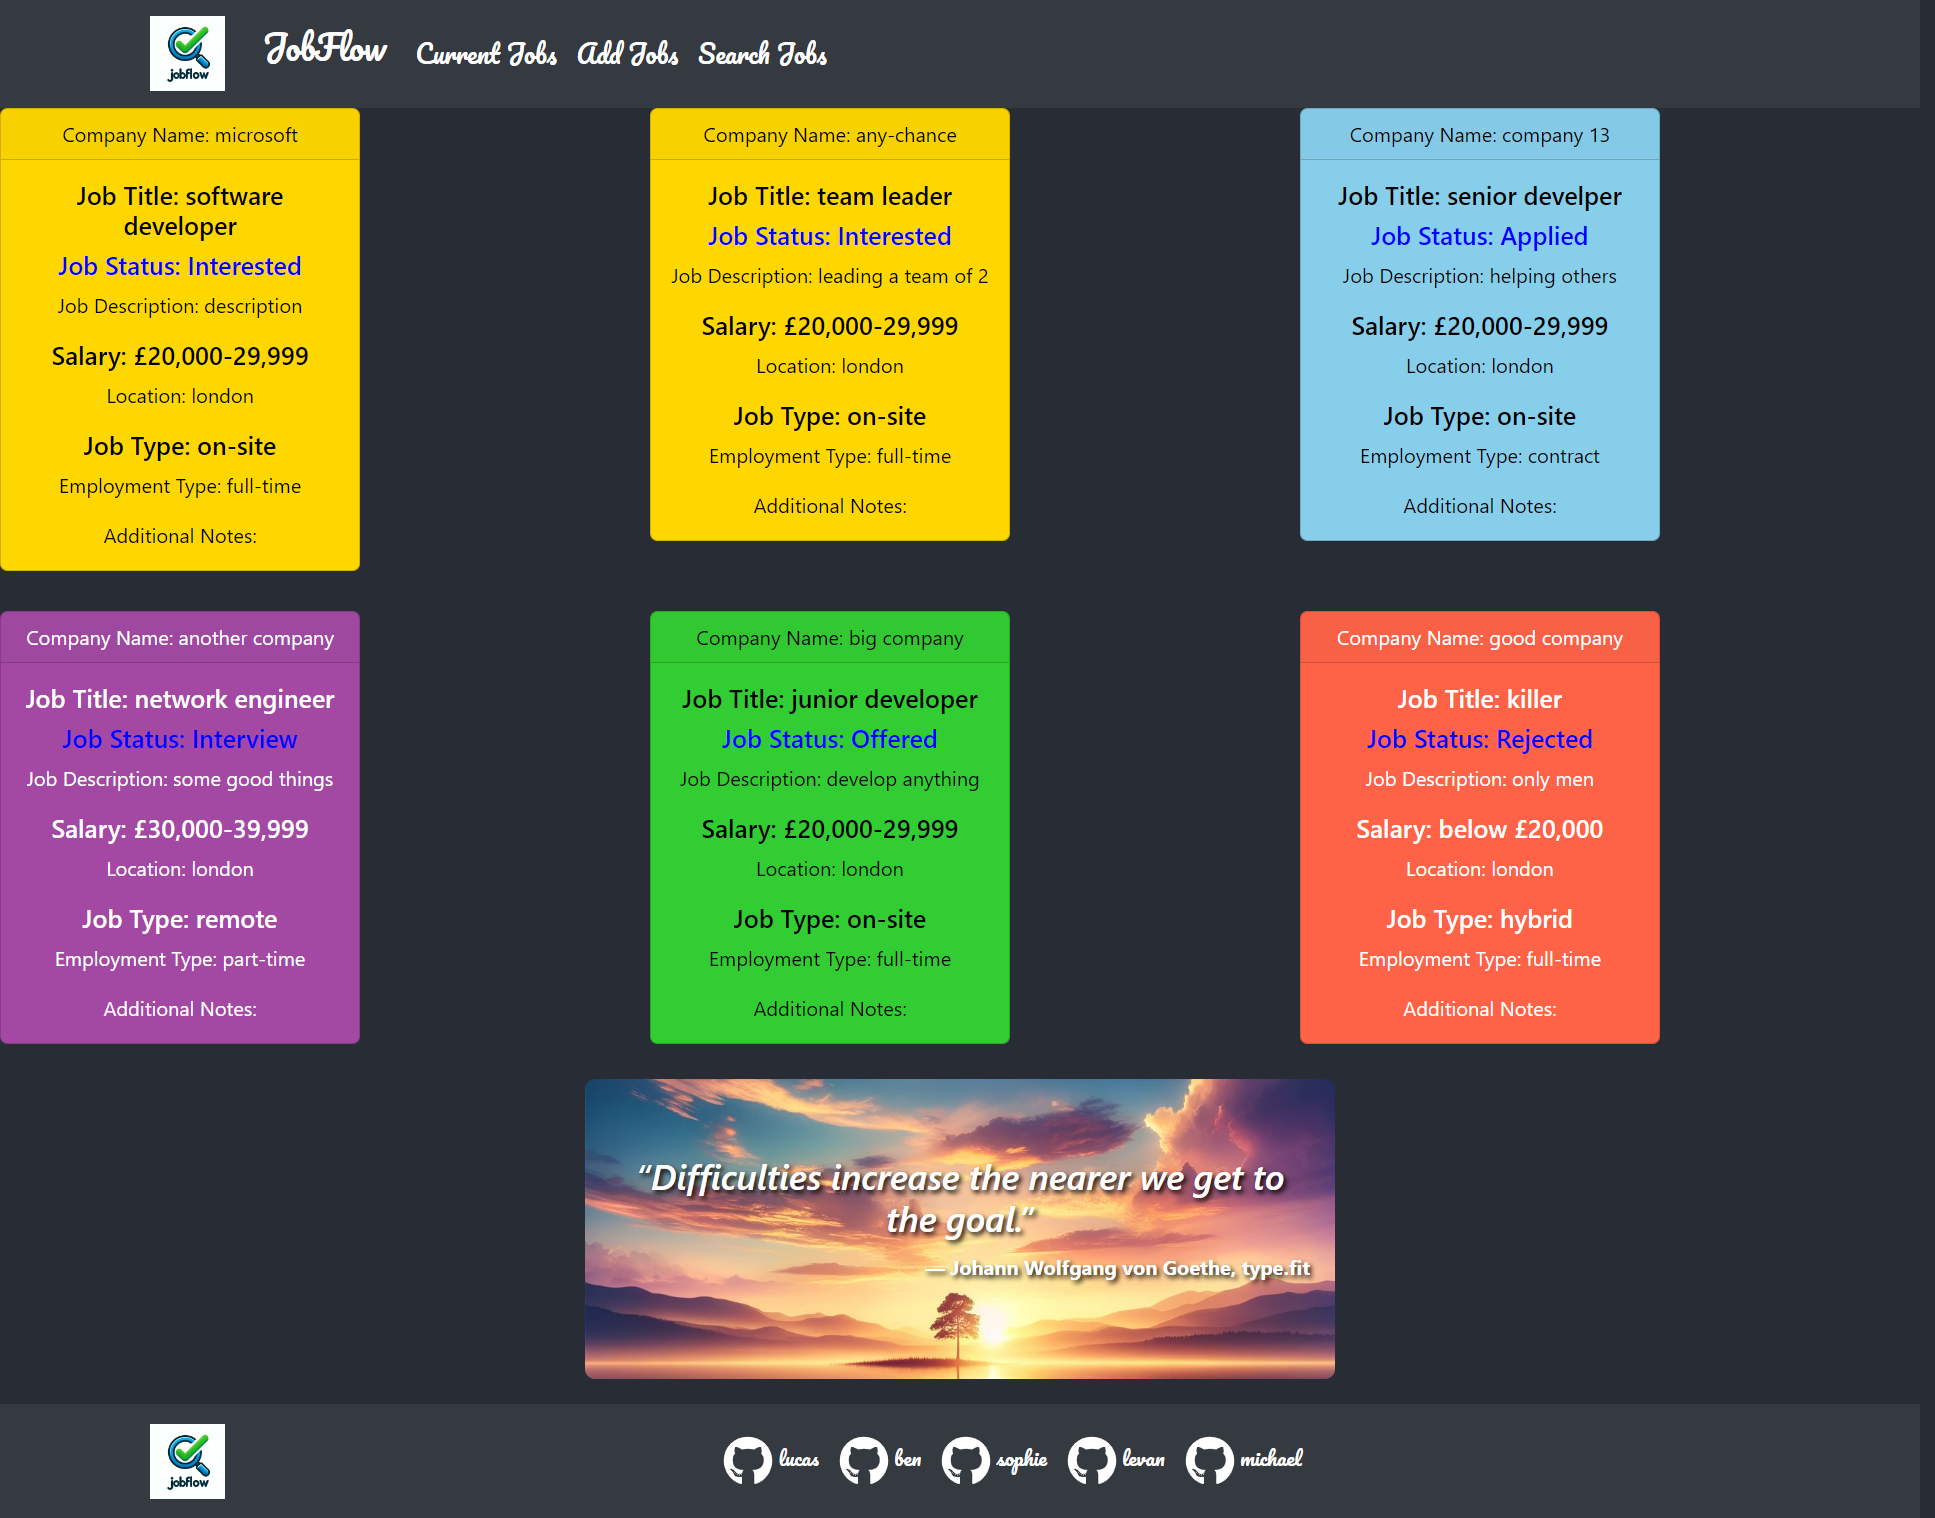 jobflow
JobFlow
Current Jobs
Add Jobs
Search Jobs
Company Name: microsoft
Job Title: software
developer
Job Status: Interested
Job Description: description
Salary: £20,000-29,999
Location: london
Job Type: on-site
Employment Type: full-time
Additional Notes:
Company Name: any-chance
Job Title: team leader
Job Status: Interested
Job Description: leading a team of 2
Salary: £20,000-29,999
Location: london
Job Type: on-site
Employment Type: full-time
Additional Notes:
Company Name: company 13
Job Title: senior develper
Job Status: Applied
Job Description: helping others
Salary: £20,000-29,999
Location: london
Job Type: on-site
Employment Type: contract
Additional Notes:
Company Name: another company
Job Title: network engineer
Job Status: Interview
Job Description: some good things
Salary: £30,000-39,999
Location: london
Job Type: remote
Employment Type: part-time
Additional Notes:
Company Name: big company
Job Title: junior developer
Job Status: Offered
Job Description: develop anything
Salary: £20,000-29,999
Location: london
Job Type: on-site
Employment Type: full-time
Additional Notes:
Company Name: good company
Job Title: killer
Job Status: Rejected
Job Description: only men
Salary: below £20,000
Location: london
Job Type: hybrid
Employment Type: full-time
Additional Notes:
“Difficulties increase the nearer we get to
the goal.”
— Johann Wolfgang von Goethe, type.fit
jobflow
lucas
ben
sophie
levan
michael